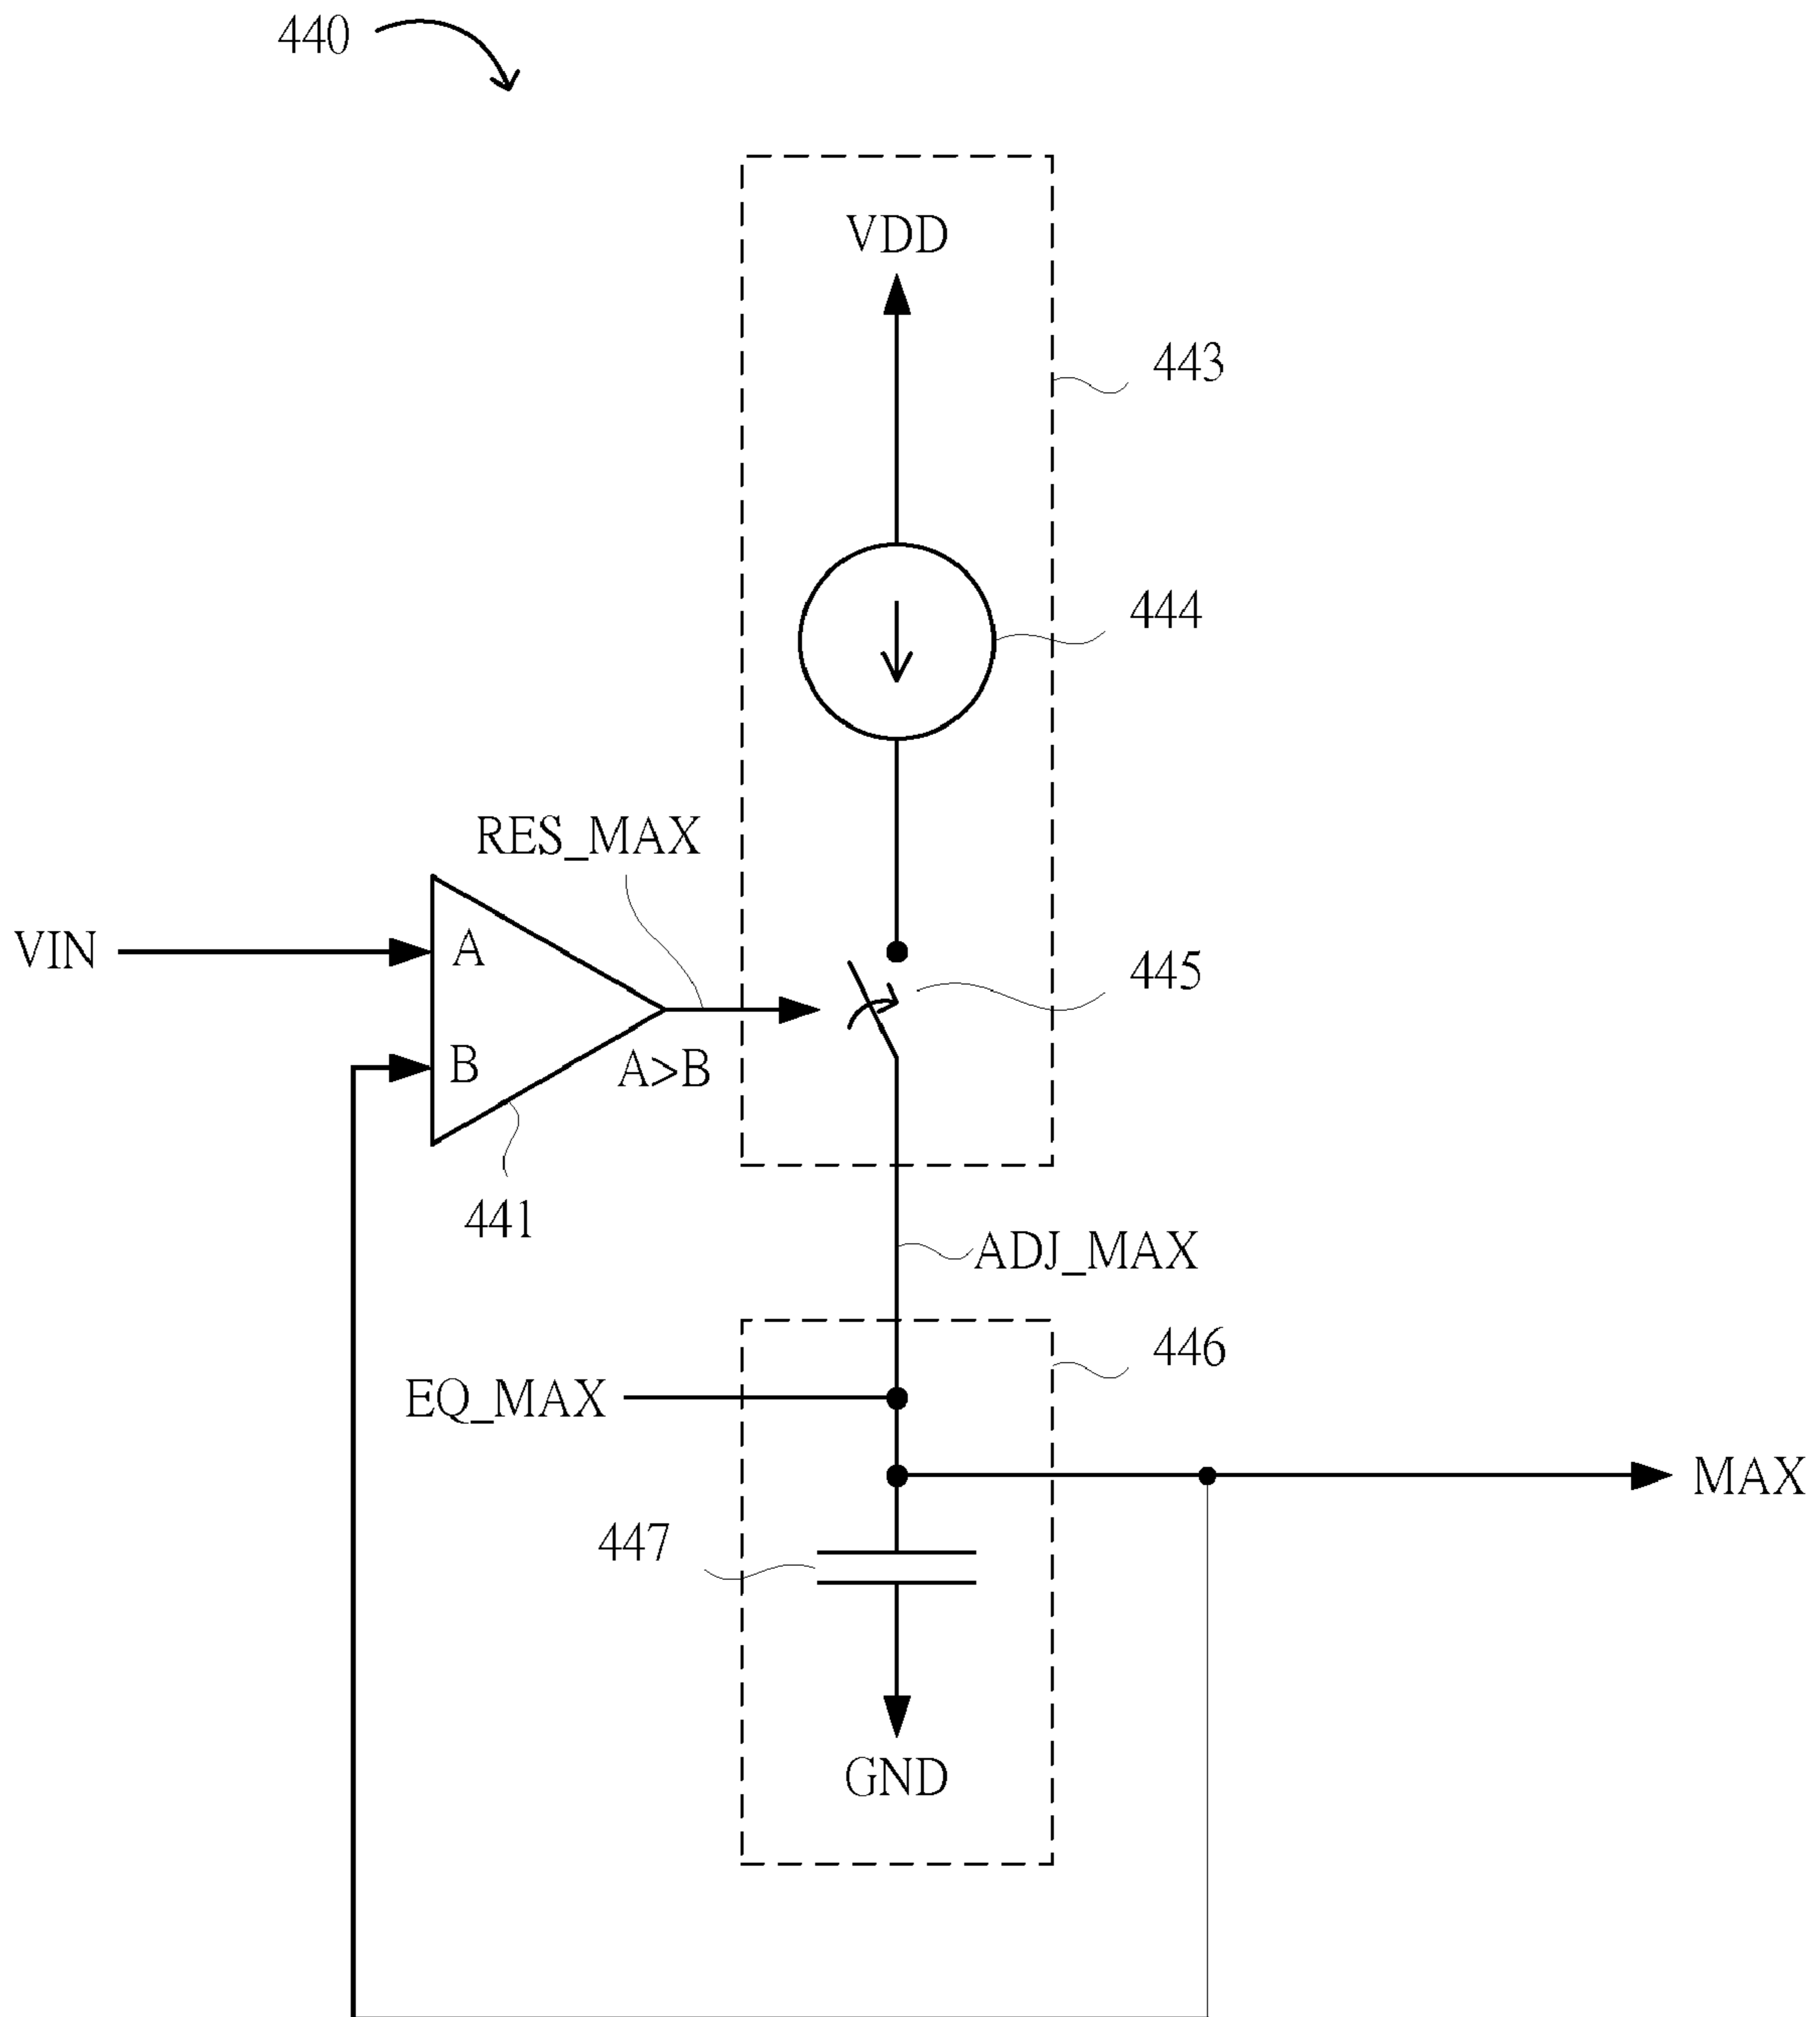 440
VDD
443
444
RES_MAX
VIN
A
445
B
A>B
441
ADJ_MAX
446
EQ_MAX
MAX
447
GND